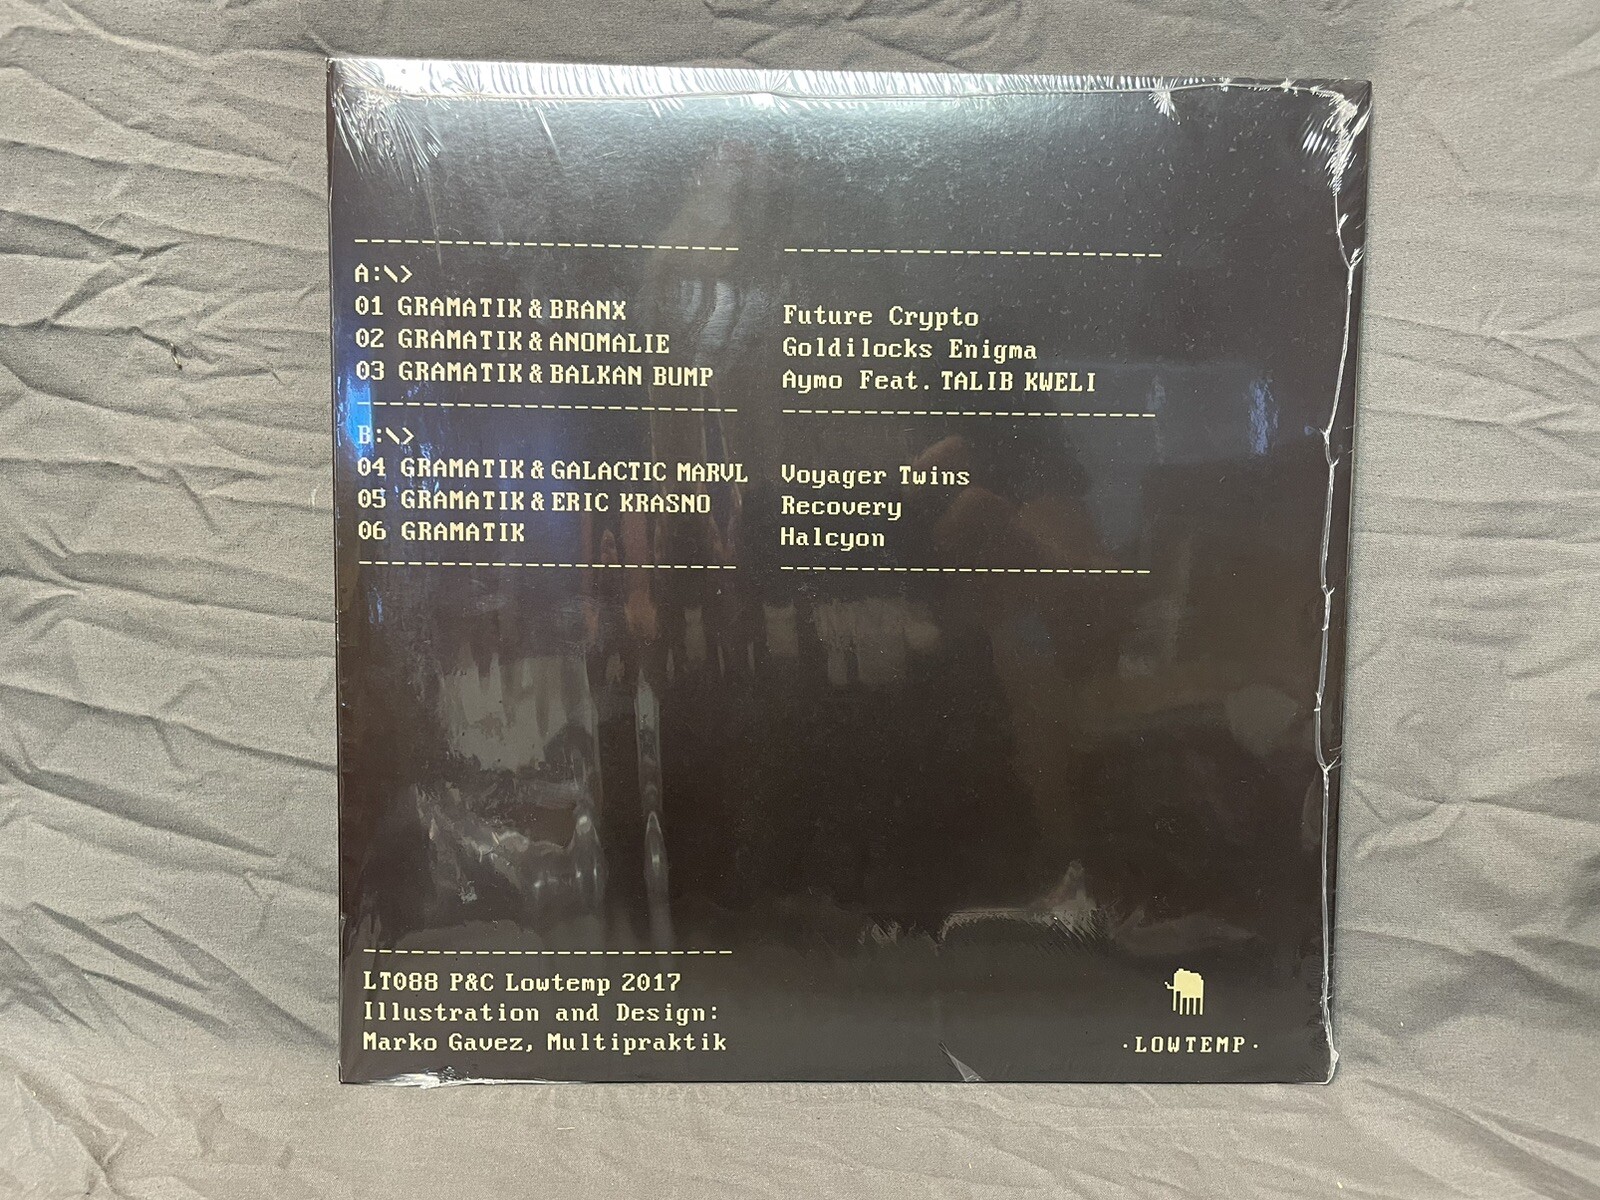 A:\>
01 GRAMATIK & BRANX Future Crypto
02 GRAMATIK & ANOMALIE Goldilocks Enigma
03 GRAMATIK & BALKAN BUMP Aymo Feat. TALIB KWELI
B:\>
04 GRAMATIK & GALACTIC MARVL Voyager Twins
05 GRAMATIK & ERIC KRASNO Recovery
06 GRAMATIK Halcyon
LT088 P&C Lowtemp 2017
Illustration and Design:
Marko Gavez, Multipraktik
·LOWTEMP·